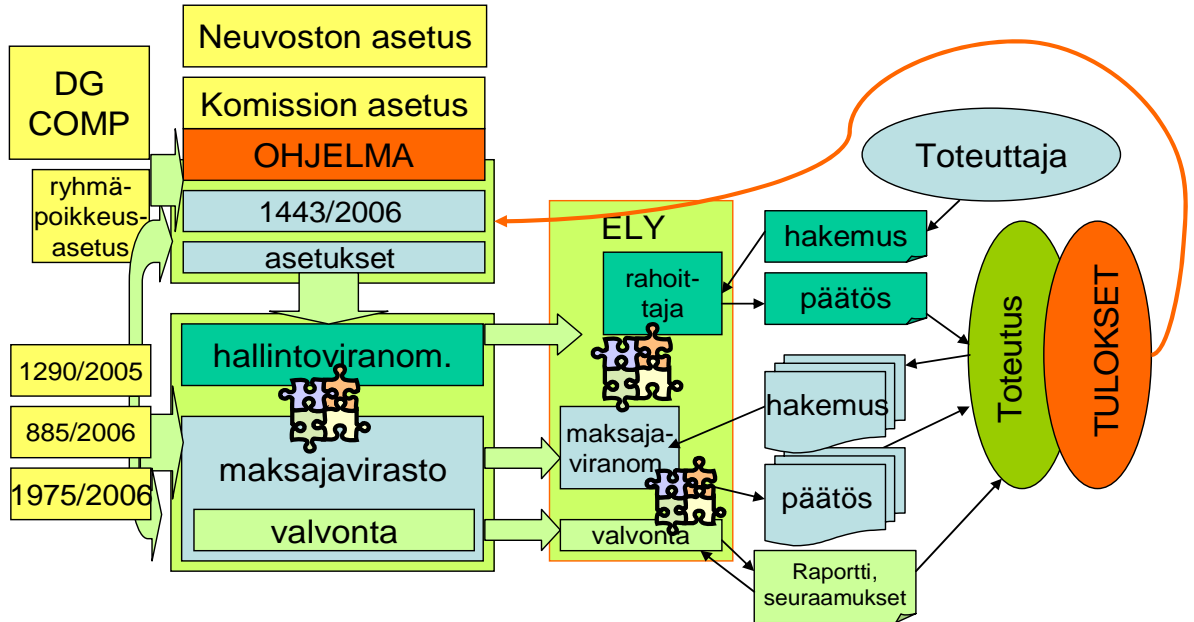 Neuvoston asetus
DG
COMP
Komission asetus
OHJELMA
ryhmä-
poikkeus-
asetus
1443/2006
asetukset
hallintoviranom.
1290/2005
885/2006
1975/2006
maksajavirasto
valvonta
ELY
rahoit-
taja
maksaja-
viranom
valvonta
Toteuttaja
hakemus
päätös
hakemus
päätös
Raportti,
seuraamukset
Toteutus
TULOKSET